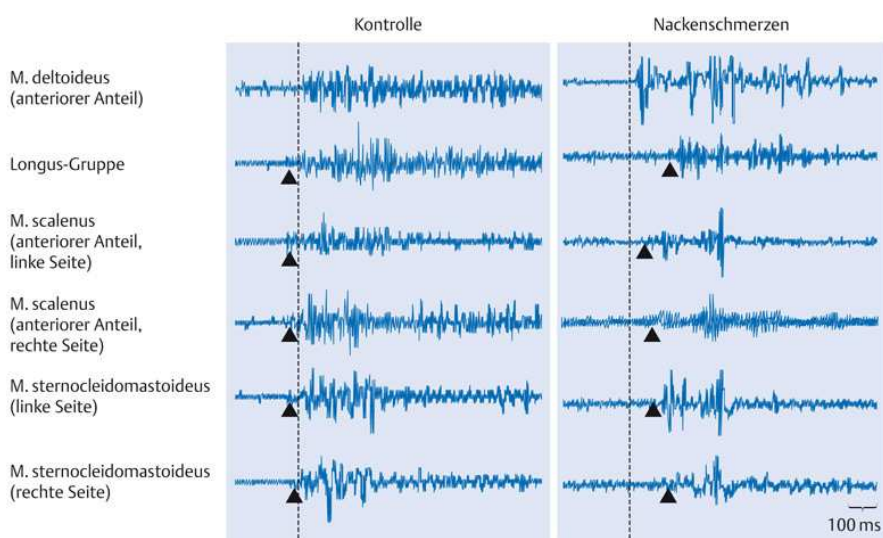 Kontrolle
Nackenschmerzen
M. deltoideus
(anteriorer Anteil)
Longus-Gruppe
M. scalenus
(anteriorer Anteil,
linke Seite)
M. scalenus
(anteriorer Anteil,
rechte Seite)
M. sternocleidomastoideus
(linke Seite)
M. sternocleidomastoideus
(rechte Seite)
100 ms